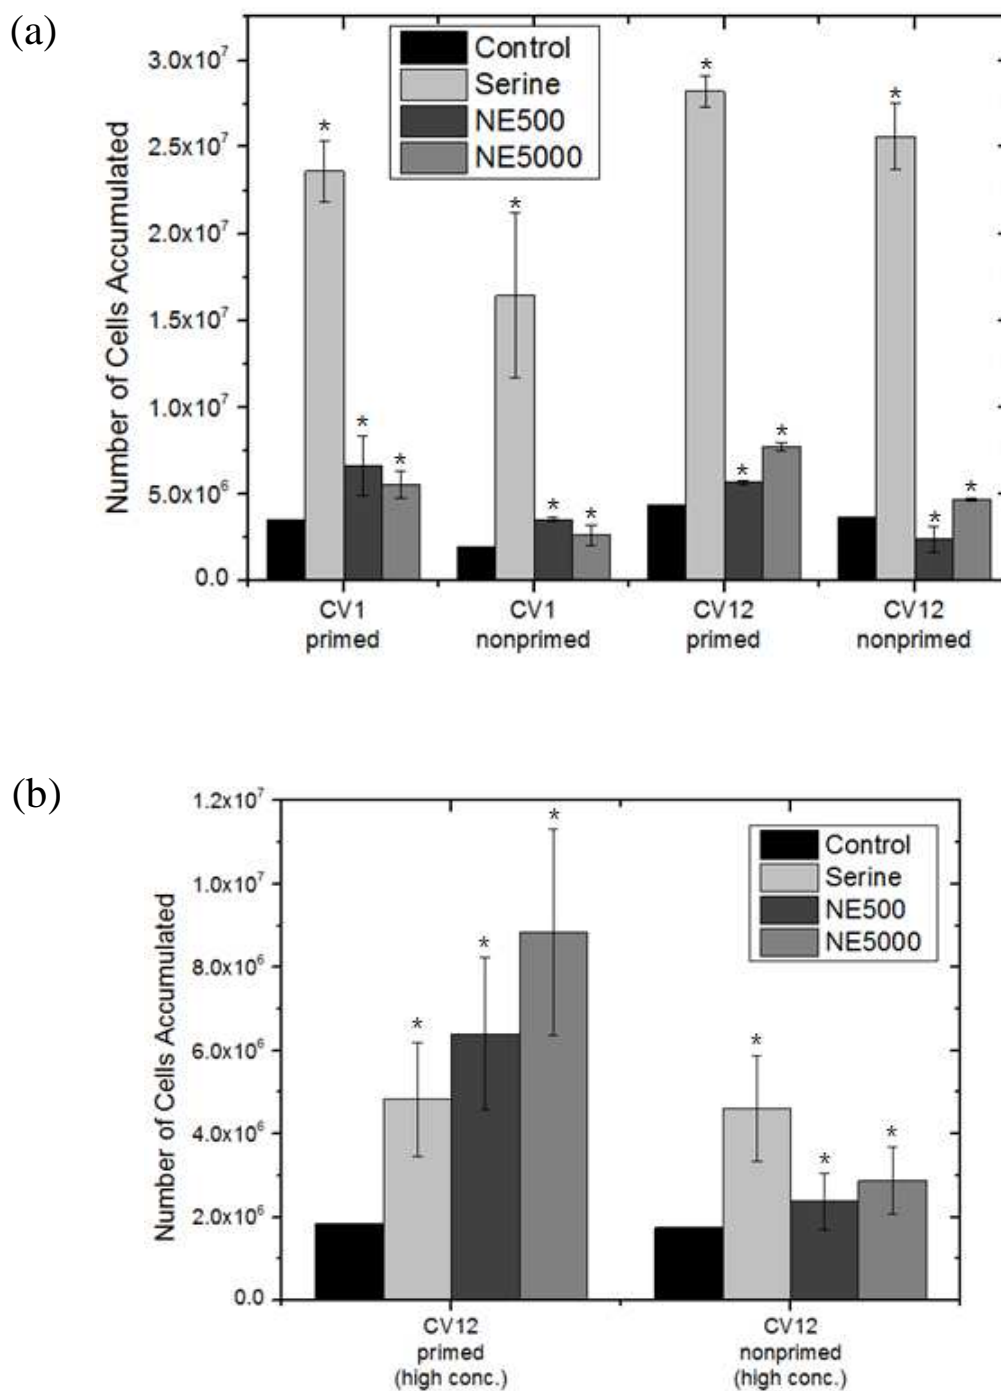 (a)
Number of Cells Accumulated
3.0x10⁷
2.5x10⁷
2.0x10⁷
1.5x10⁷
1.0x10⁷
5.0x10⁶
0.0
Control
Serine
NE500
NE5000
*
*
*
*
*
*
*
*
*
*
*
*
CV1
primed
CV1
nonprimed
CV12
primed
CV12
nonprimed
(b)
Number of Cells Accumulated
1.2x10⁷
1.0x10⁷
8.0x10⁶
6.0x10⁶
4.0x10⁶
2.0x10⁶
0.0
Control
Serine
NE500
NE5000
*
*
*
*
*
*
CV12
primed
(high conc.)
CV12
nonprimed
(high conc.)